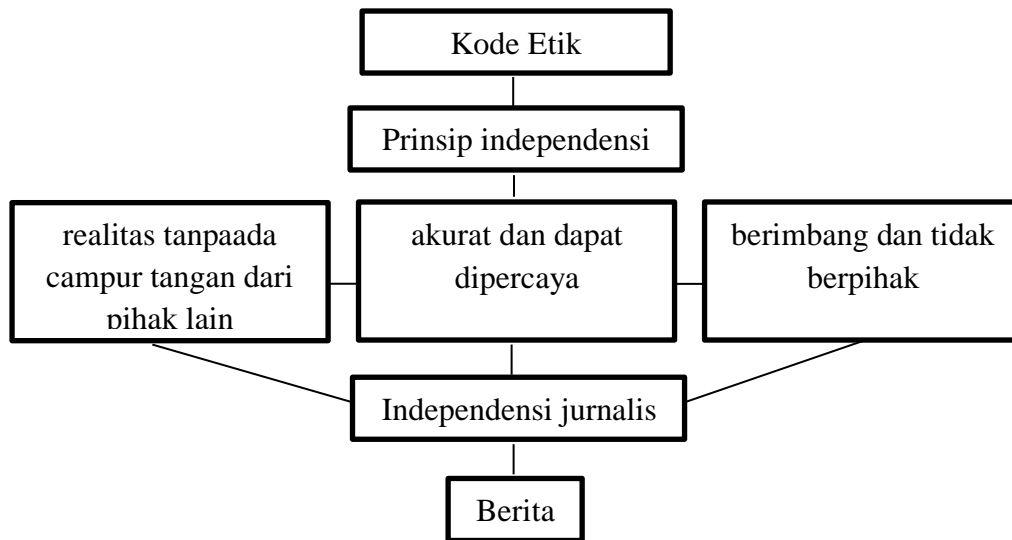 Kode Etik
Prinsip independensi
realitas tanpaada
campur tangan dari
pihak lain
akurat dan dapat
dipercaya
berimbang dan tidak
berpihak
Independensi jurnalis
Berita